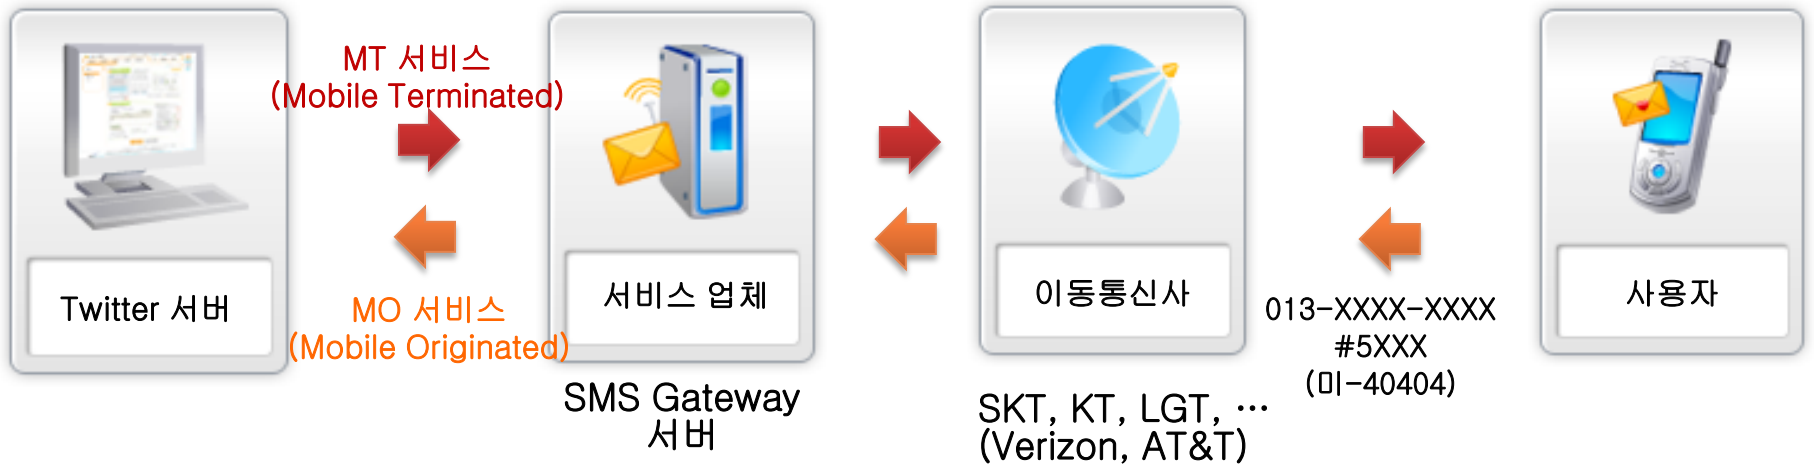 MT 서비스
(Mobile Terminated)
Twitter 서버
MO 서비스
(Mobile Originated)
서비스 업체
SMS Gateway
서버
이동통신사
SKT, KT, LGT, ⋯
(Verizon, AT&T)
013-XXXX-XXXX
#5XXX
(미-40404)
사용자